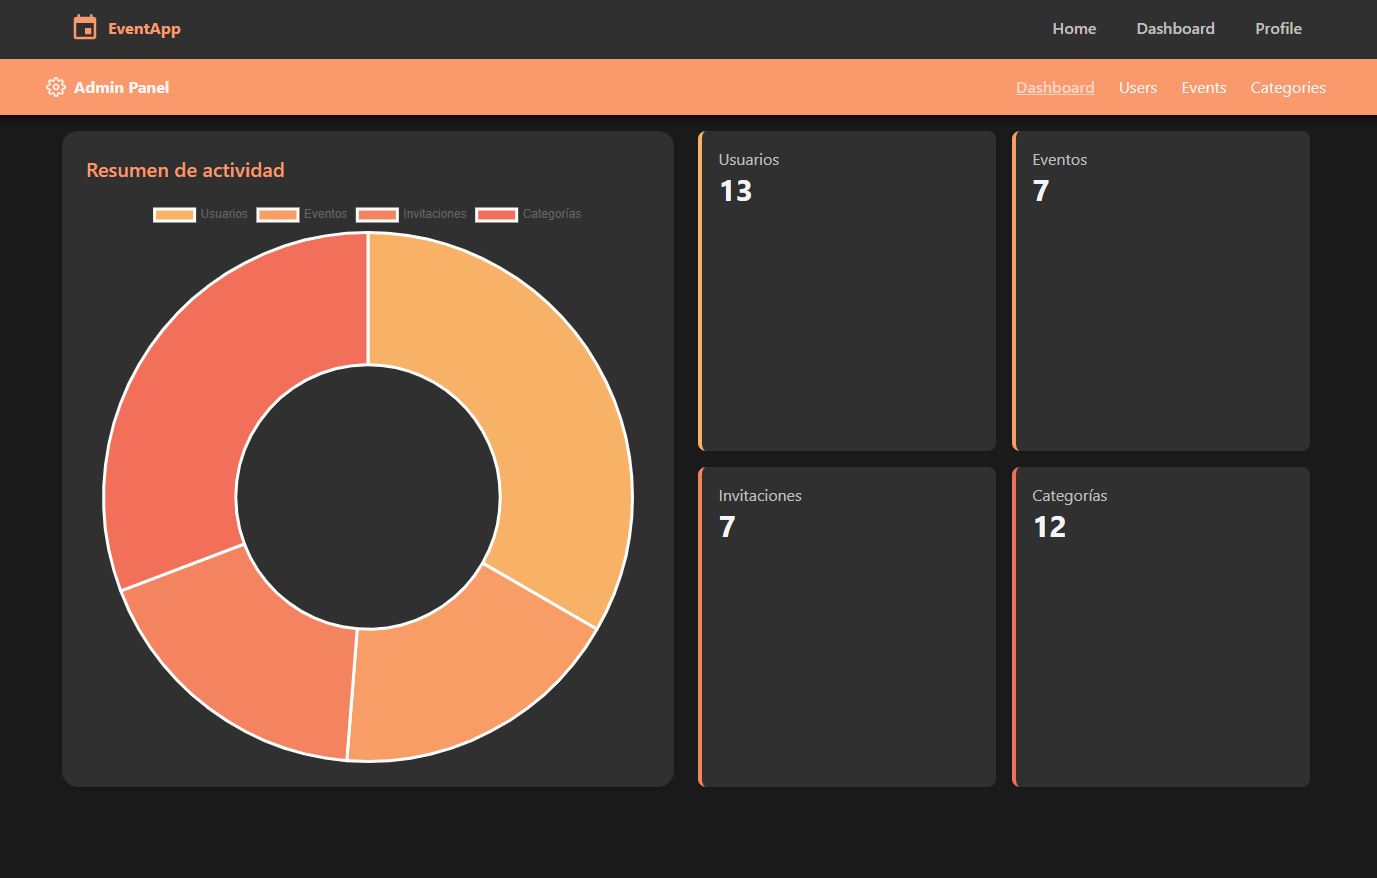 EventApp
Home Dashboard Profile
Admin Panel
Dashboard Users Events Categories
Resumen de actividad
Usuarios Eventos Invitaciones Categorías
Usuarios
13
Eventos
7
Invitaciones
7
Categorías
12